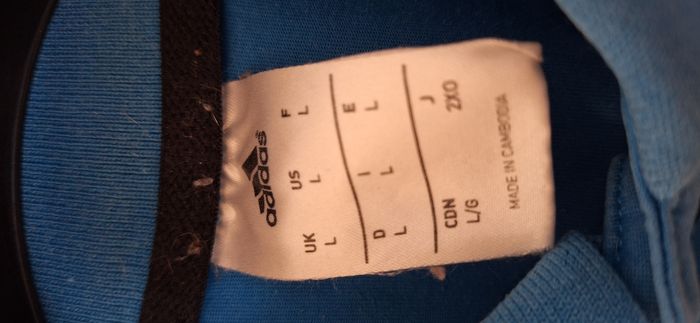 adidas
UK US F
L L L
D I E
L L L
CDN J
L/G 2XO
MADE IN CAMBODIA